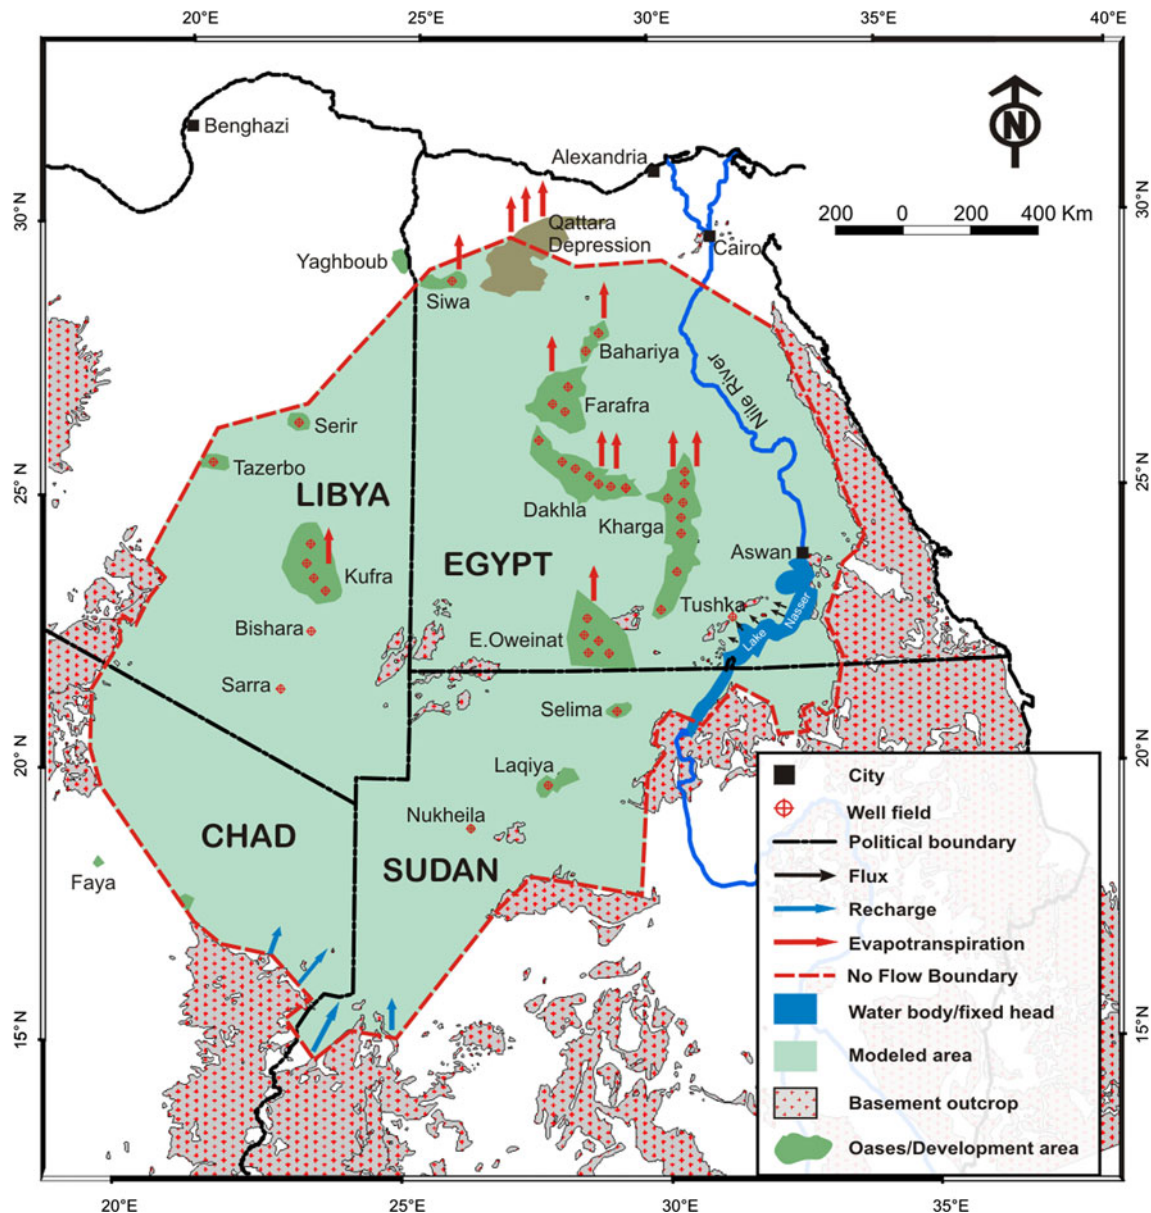 20°E 25°E 30°E 35°E 40°E
N
Benghazi
Alexandria
200 0 200 400 Km
30°N 30°N
Qattara
Depression
Cairo
Yaghboub
Siwa
Bahariya
Nile River
Farafra
Serir
Tazerbo
25°N 25°N
LIBYA
Dakhla
Kharga
Aswan
EGYPT
Kufra
Tushka
Nasser
Lake
Bishara
E.Oweinat
Sarra
Selima
20° N 20°N
Laqiya
Nukheila
CHAD
SUDAN
Faya
15°N 15°N
City
Well field
Political boundary
Flux
Recharge
Evapotranspiration
No Flow Boundary
Water body/fixed head
Modeled area
Basement outcrop
Oases/Development area
20°E 25°E 30°E 35°E